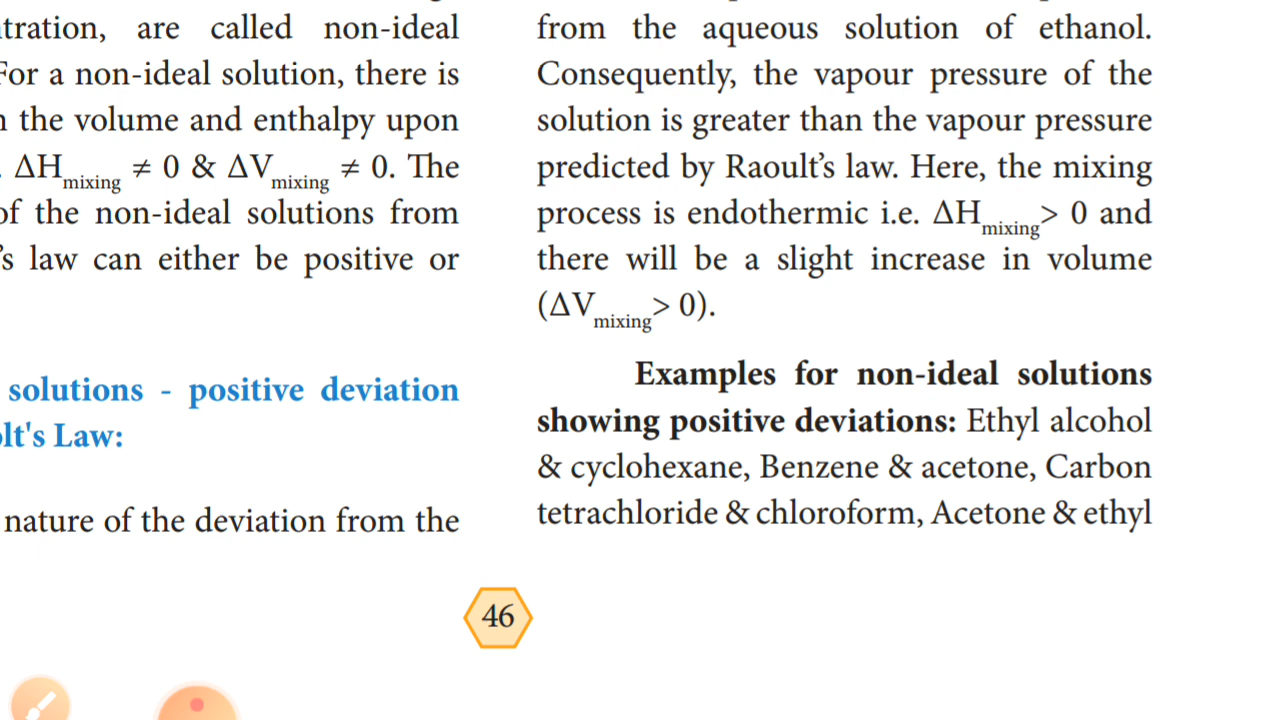 tration, are called non-ideal
For a non-ideal solution, there is
the volume and enthalpy upon
. ΔHmixing ≠ 0 & ΔVmixing ≠ 0. The
of the non-ideal solutions from
's law can either be positive or
solutions - positive deviation
olt's Law:
nature of the deviation from the
from the aqueous solution of ethanol.
Consequently, the vapour pressure of the
solution is greater than the vapour pressure
predicted by Raoult's law. Here, the mixing
process is endothermic i.e. ΔHmixing> 0 and
there will be a slight increase in volume
(ΔVmixing> 0).
Examples for non-ideal solutions
showing positive deviations: Ethyl alcohol
& cyclohexane, Benzene & acetone, Carbon
tetrachloride & chloroform, Acetone & ethyl
46